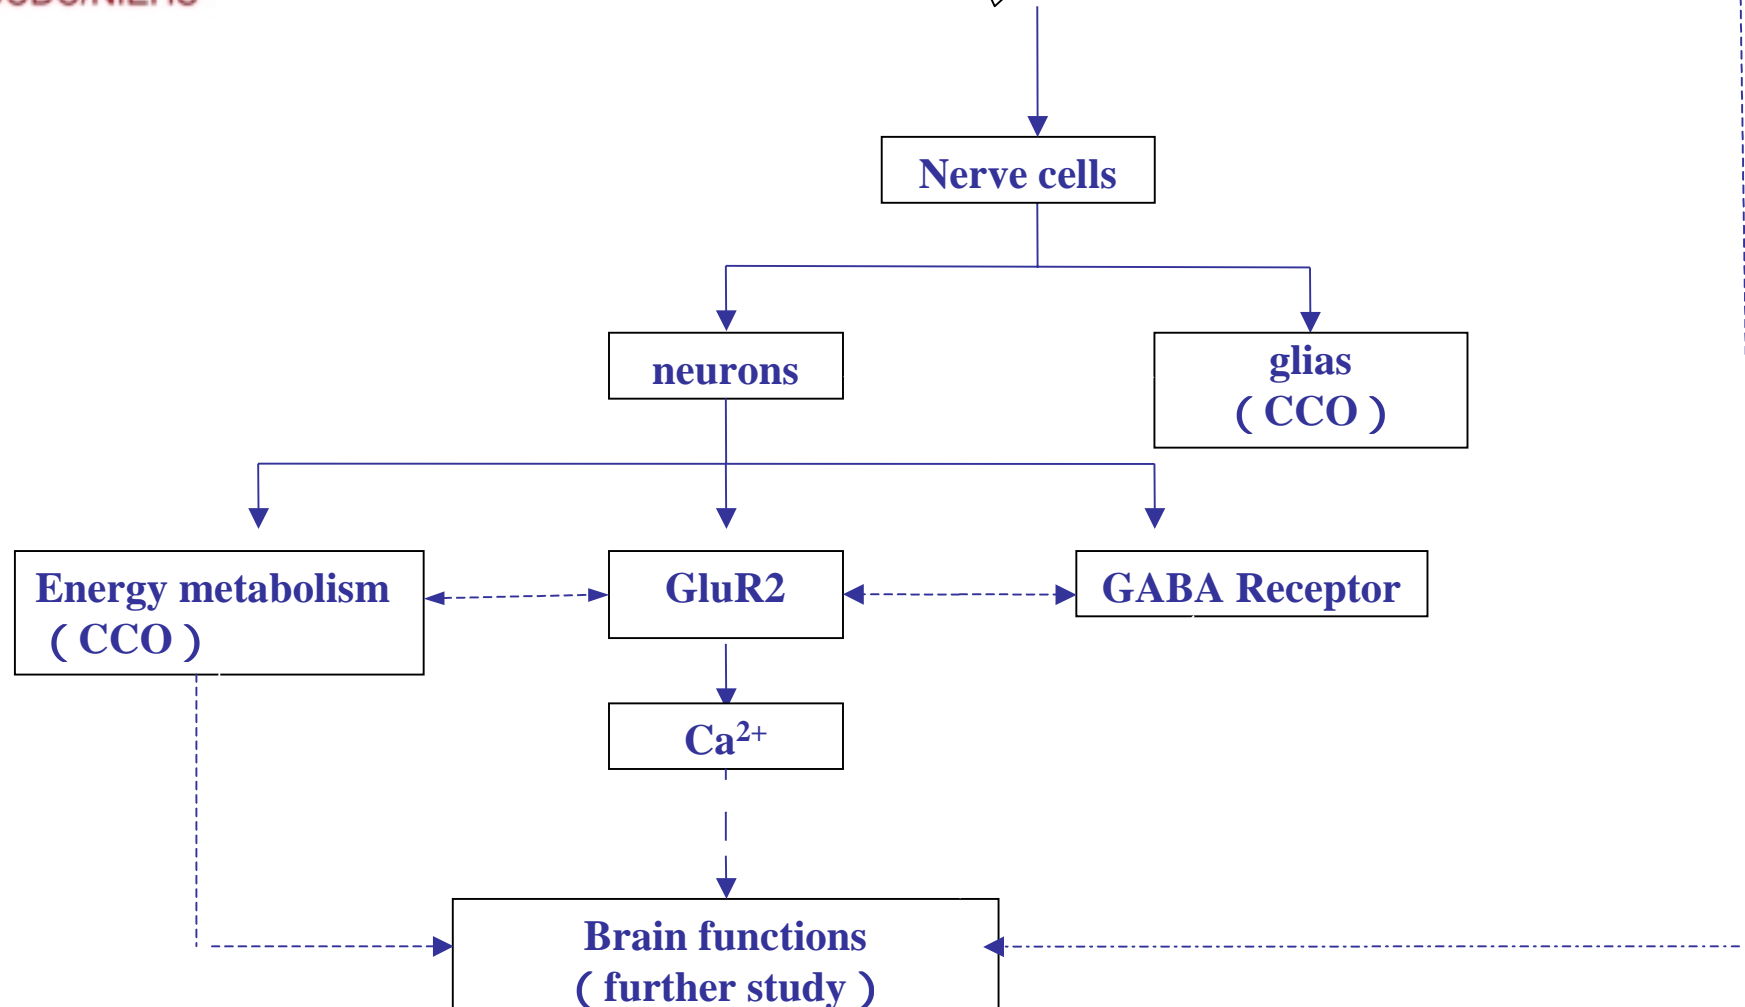 Nerve cells
neurons
glias
( CCO )
Energy metabolism
( CCO )
GluR2
GABA Receptor
Ca²⁺
Brain functions
( further study )